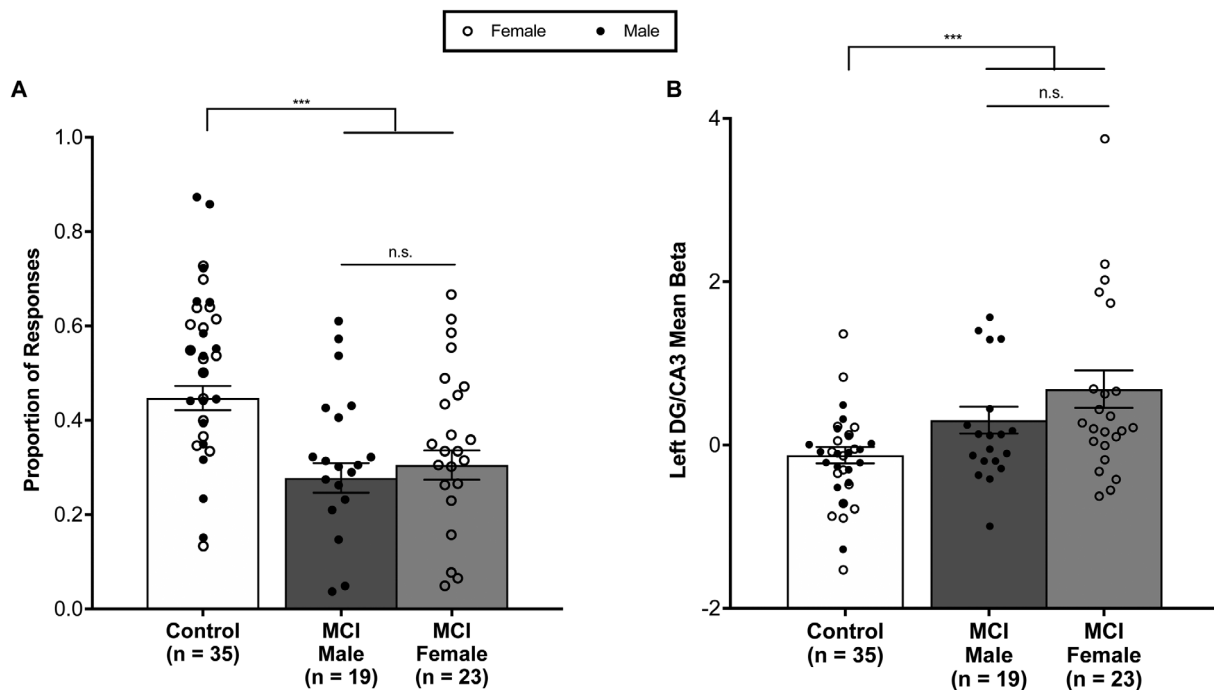 Female Male
A
***
1.0
0.8
0.6
0.4
0.2
0.0
Proportion of Responses
n.s.
Control
(n = 35)
MCI
Male
(n = 19)
MCI
Female
(n = 23)
B
***
n.s.
4
2
0
-2
Left DG/CA3 Mean Beta
Control
(n = 35)
MCI
Male
(n = 19)
MCI
Female
(n = 23)